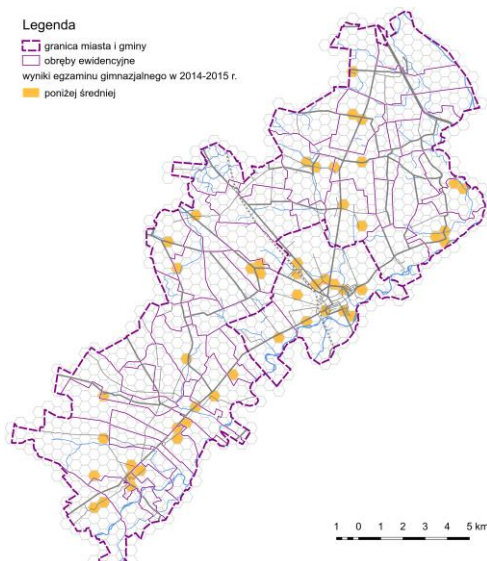 Legenda
granica miasta i gminy
obręby ewidencyjne
wyniki egzaminu gimnazjalnego w 2014-2015 r.
poniżej średniej
1 0 1 2 3 4 5 km